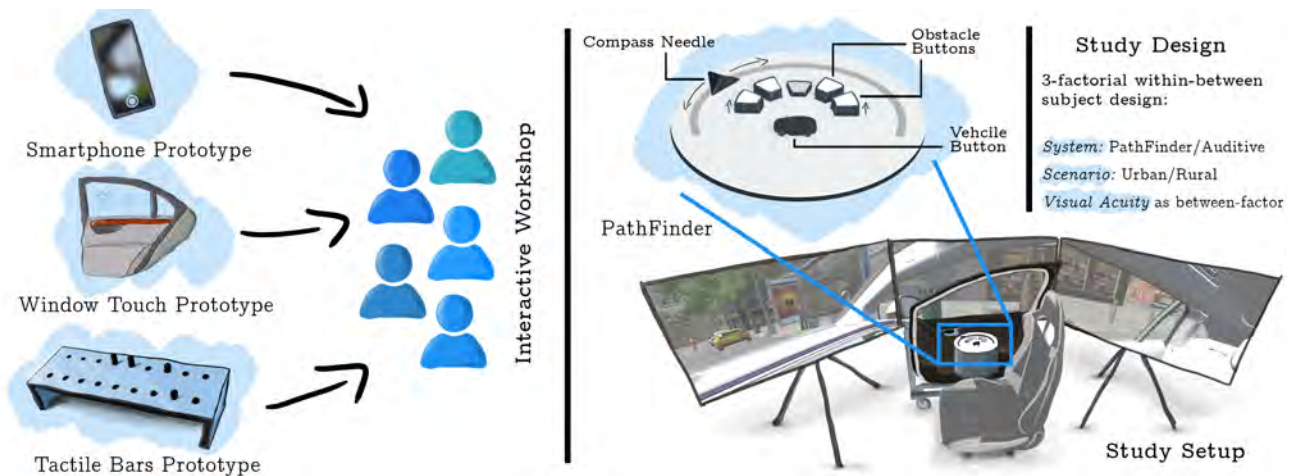 Smartphone Prototype
Window Touch Prototype
Tactile Bars Prototype
Interactive Workshop
Compass Needle
Obstacle
Buttons
Vehcile
Button
PathFinder
Study Design
3-factorial within-between
subject design:
System: PathFinder/Auditive
Scenario: Urban/Rural
Visual Acuity as between-factor
Study Setup